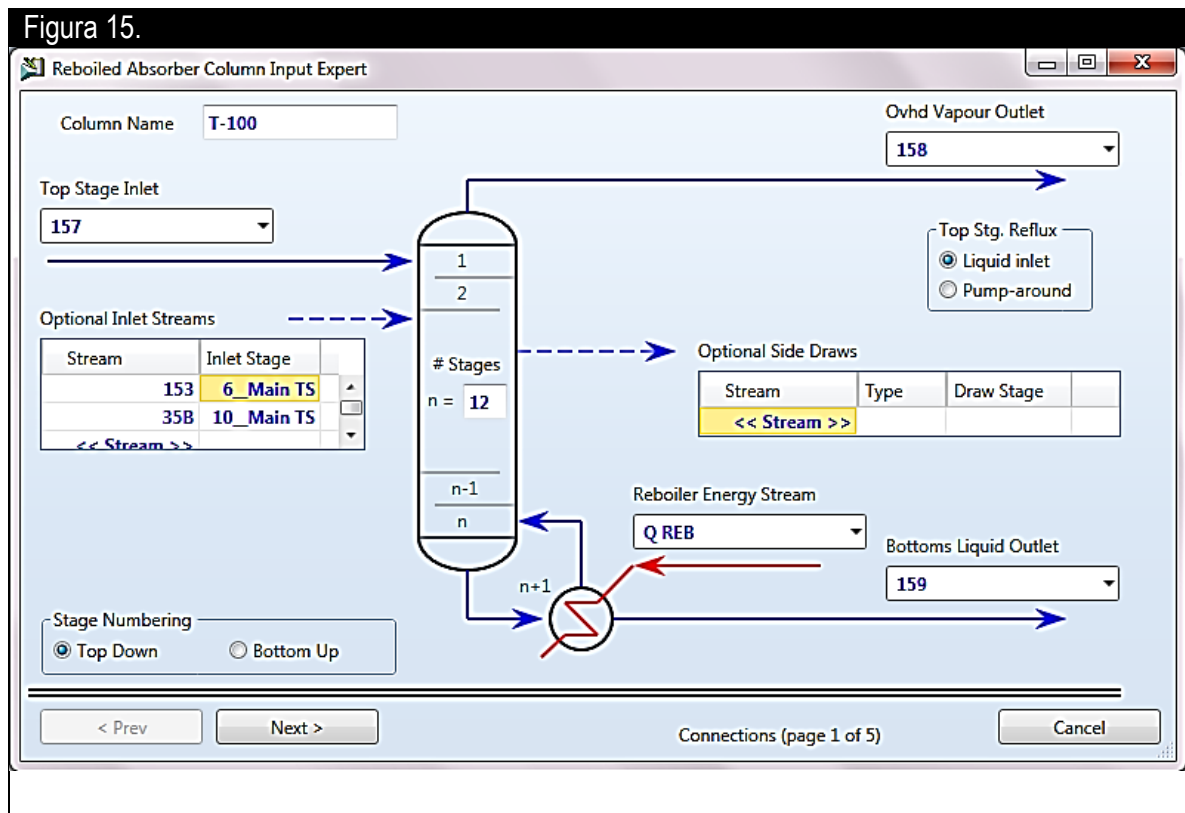 Figura 15.
Reboiled Absorber Column Input Expert
Column Name T-100
Ovhd Vapour Outlet
158
Top Stage Inlet
157
Top Stg. Reflux
Liquid inlet
Pump-around
1
2
Optional Inlet Streams
Stream Inlet Stage
153 6__Main TS
35B 10__Main TS
<< Stream >>
# Stages
n = 12
Optional Side Draws
Stream Type Draw Stage
<< Stream >>
n-1
n
Reboiler Energy Stream
Q REB
Bottoms Liquid Outlet
159
n+1
Stage Numbering
Top Down Bottom Up
< Prev Next > Connections (page 1 of 5) Cancel